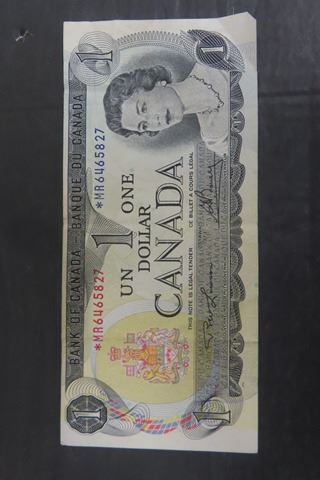 1
BANK OF CANADA – BANQUE DU CANADA
1
*MR6465827
*MR6465827
1
UN ONE
DOLLAR
CANADA
THIS NOTE IS LEGAL TENDER
CE BILLET A COURS LÉGAL
1